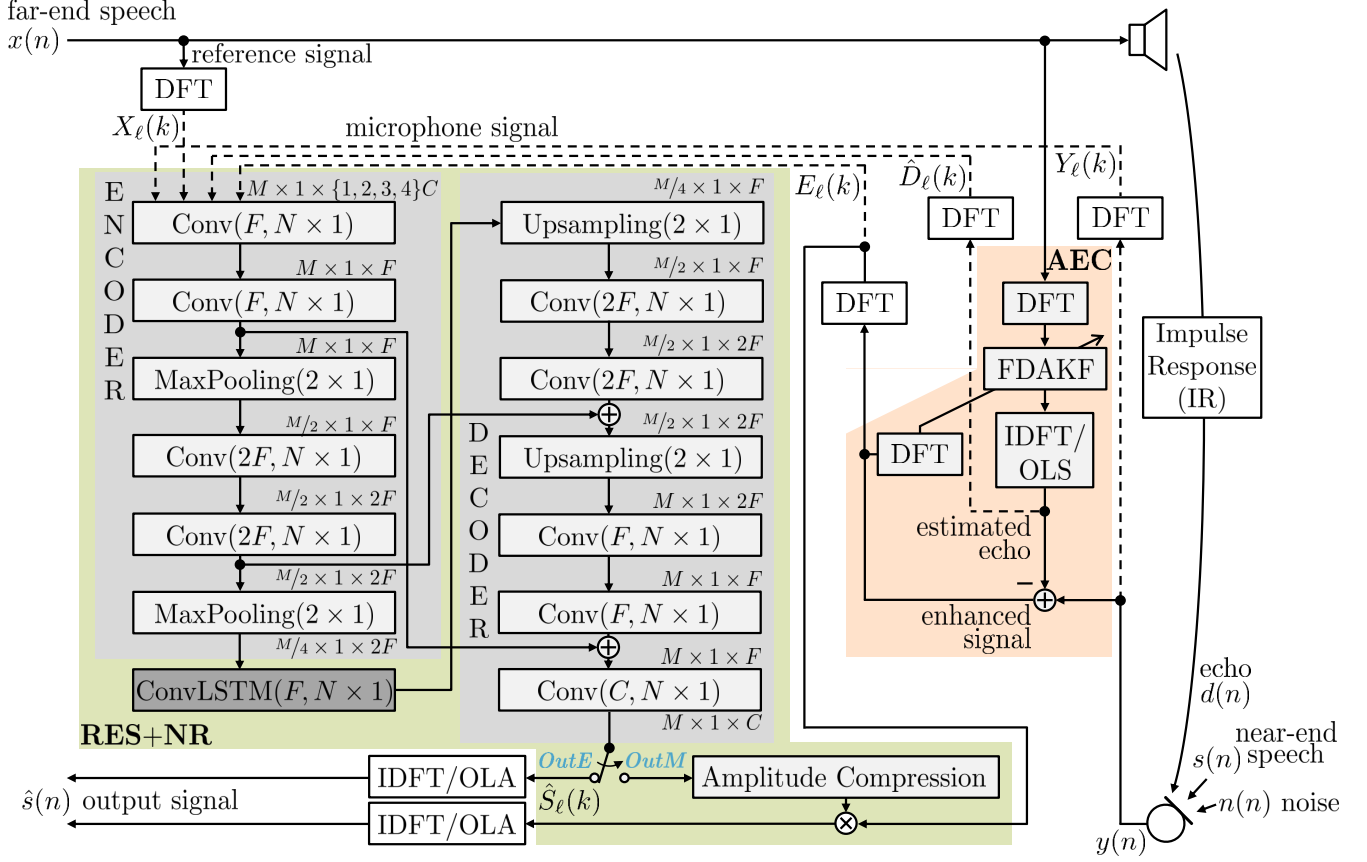 far-end speech
x(n)
reference signal
DFT
X_ℓ(k)
microphone signal
E_ℓ(k)
D̂_ℓ(k)
Y_ℓ(k)
DFT
DFT
DFT
ENCODER
M × 1 × {1, 2, 3, 4}C
Conv(F, N × 1)
M × 1 × F
Conv(F, N × 1)
M × 1 × F
MaxPooling(2 × 1)
M/2 × 1 × F
Conv(2F, N × 1)
M/2 × 1 × 2F
Conv(2F, N × 1)
M/2 × 1 × 2F
MaxPooling(2 × 1)
M/4 × 1 × 2F
ConvLSTM(F, N × 1)
RES+NR
M/4 × 1 × F
Upsampling(2 × 1)
M/2 × 1 × F
Conv(2F, N × 1)
M/2 × 1 × 2F
Conv(2F, N × 1)
+
M/2 × 1 × 2F
DECODER
Upsampling(2 × 1)
M × 1 × 2F
Conv(F, N × 1)
M × 1 × F
Conv(F, N × 1)
+
M × 1 × F
Conv(C, N × 1)
M × 1 × C
AEC
DFT
FDAKF
DFT
IDFT/
OLS
estimated
echo
−
+
enhanced
signal
Impulse
Response
(IR)
echo
d(n)
near-end
speech
s(n)
n(n) noise
y(n)
OutE
OutM
Ŝ_ℓ(k)
Amplitude Compression
×
IDFT/OLA
ŝ(n) output signal
IDFT/OLA